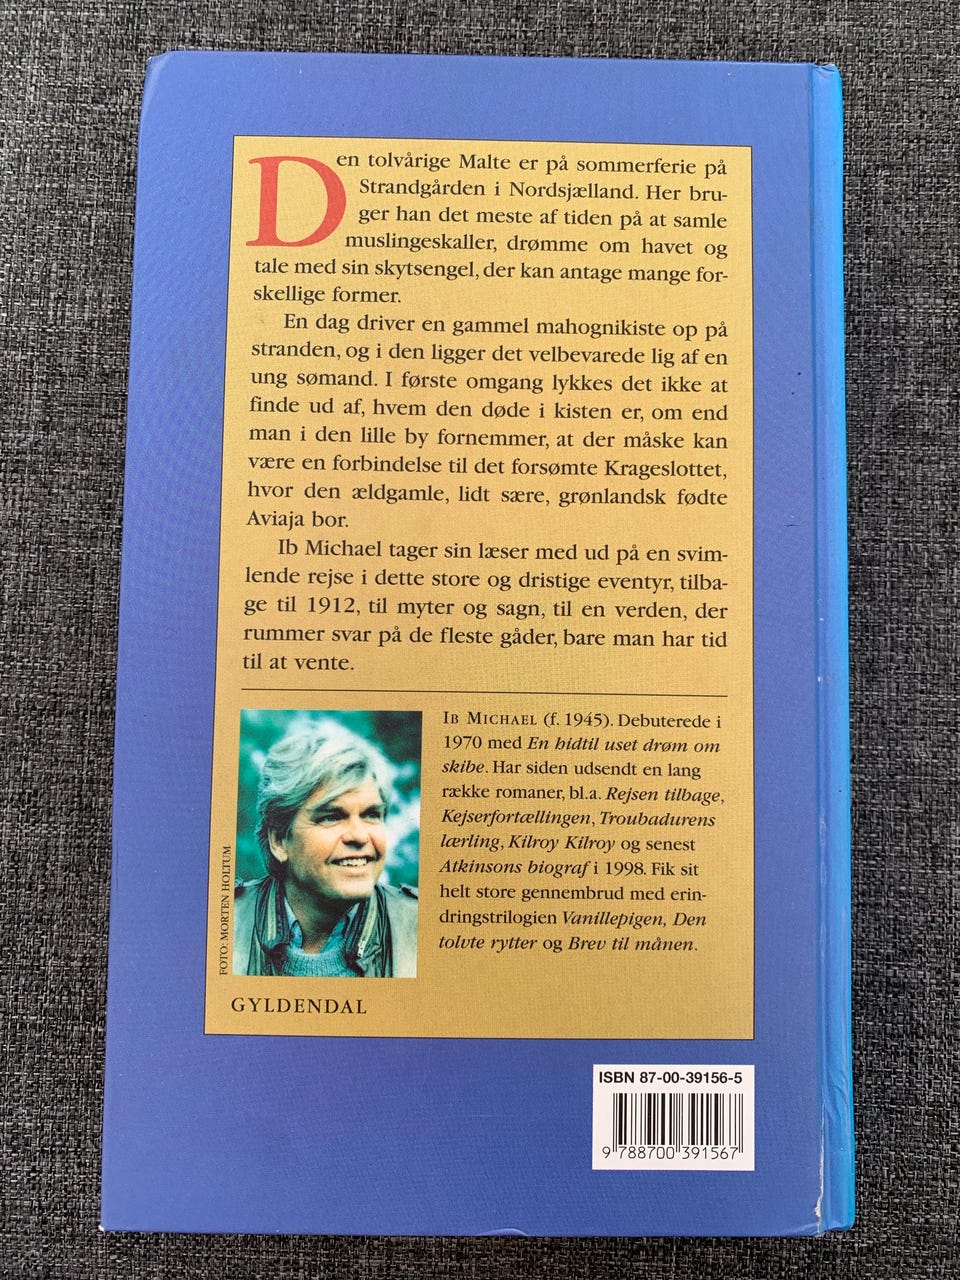 Den tolvårige Malte er på sommerferie på
Strandgården i Nordsjælland. Her bru-
ger han det meste af tiden på at samle
muslingeskaller, drømme om havet og
tale med sin skytsengel, der kan antage mange for-
skellige former.
En dag driver en gammel mahognikiste op på
stranden, og i den ligger det velbevarede lig af en
ung sømand. I første omgang lykkes det ikke at
finde ud af, hvem den døde i kisten er, om end
man i den lille by fornemmer, at der måske kan
være en forbindelse til det forsømte Krageslottet,
hvor den ældgamle, lidt sære, grønlandsk fødte
Aviaja bor.
Ib Michael tager sin læser med ud på en svim-
lende rejse i dette store og dristige eventyr, tilba-
ge til 1912, til myter og sagn, til en verden, der
rummer svar på de fleste gåder, bare man har tid
til at vente.
IB MICHAEL (f. 1945). Debuterede i
1970 med En hidtil uset drøm om
skibe. Har siden udsendt en lang
række romaner, bl.a. Rejsen tilbage,
Kejserfortællingen, Troubadurens
lærling, Kilroy Kilroy og senest
Atkinsons biograf i 1998. Fik sit
helt store gennembrud med erin-
dringstrilogien Vanillepigen, Den
tolvte rytter og Brev til månen.
FOTO: MORTEN HOLTUM
GYLDENDAL
ISBN 87-00-39156-5
9 788700 391567